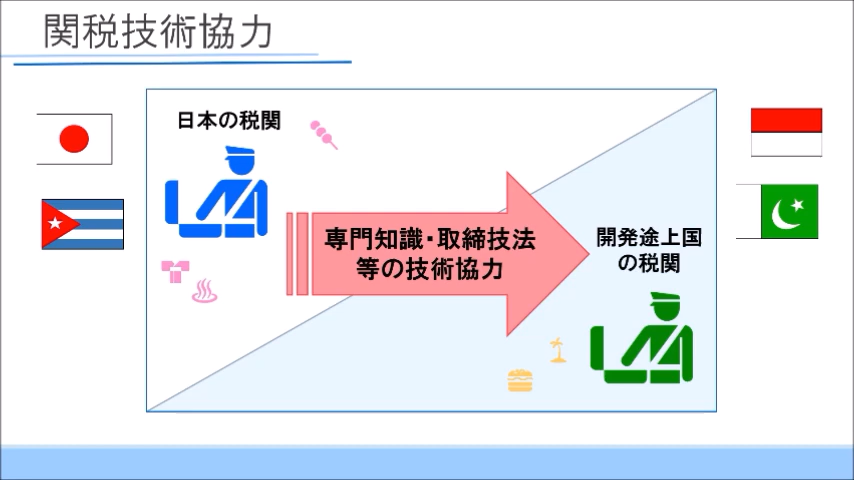 関税技術協力
日本の税関
専門知識・取締技法
等の技術協力
開発途上国
の税関